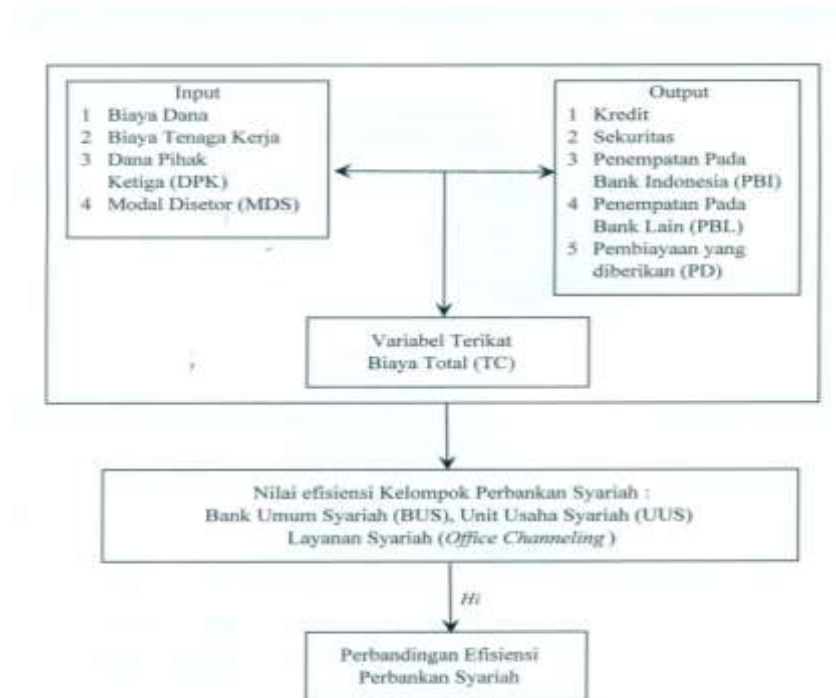 Input
1 Biaya Dana
2 Biaya Tenaga Kerja
3 Dana Pihak
Ketiga (DPK)
4 Modal Disetor (MDS)
Output
1 Kredit
2 Sekuritas
3 Penempatan Pada
Bank Indonesia (PBI)
4 Penempatan Pada
Bank Lain (PBL)
5 Pembiayaan yang
diberikan (PD)
Variabel Terikat
Biaya Total (TC)
Nilai efisiensi Kelompok Perbankan Syariah :
Bank Umum Syariah (BUS), Unit Usaha Syariah (UUS)
Layanan Syariah (Office Channeling )
Hi
Perbandingan Efisiensi
Perbankan Syariah